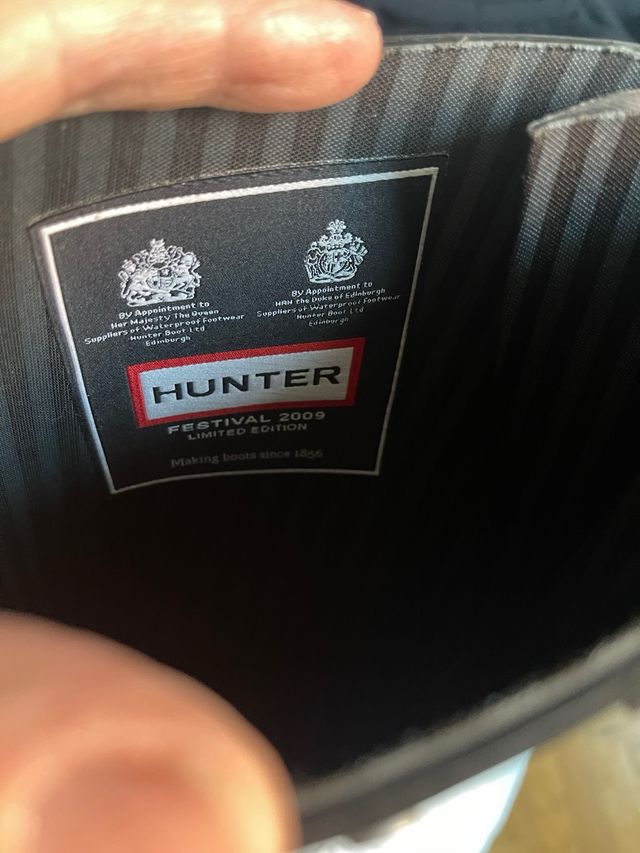 By Appointment to
Her Majesty The Queen
Suppliers of Waterproof Footwear
Hunter Boot Ltd
Edinburgh
By Appointment to
HRH The Duke of Edinburgh
Suppliers of Waterproof Footwear
Hunter Boot Ltd
Edinburgh
HUNTER
FESTIVAL 2009
LIMITED EDITION
Making boots since 1856